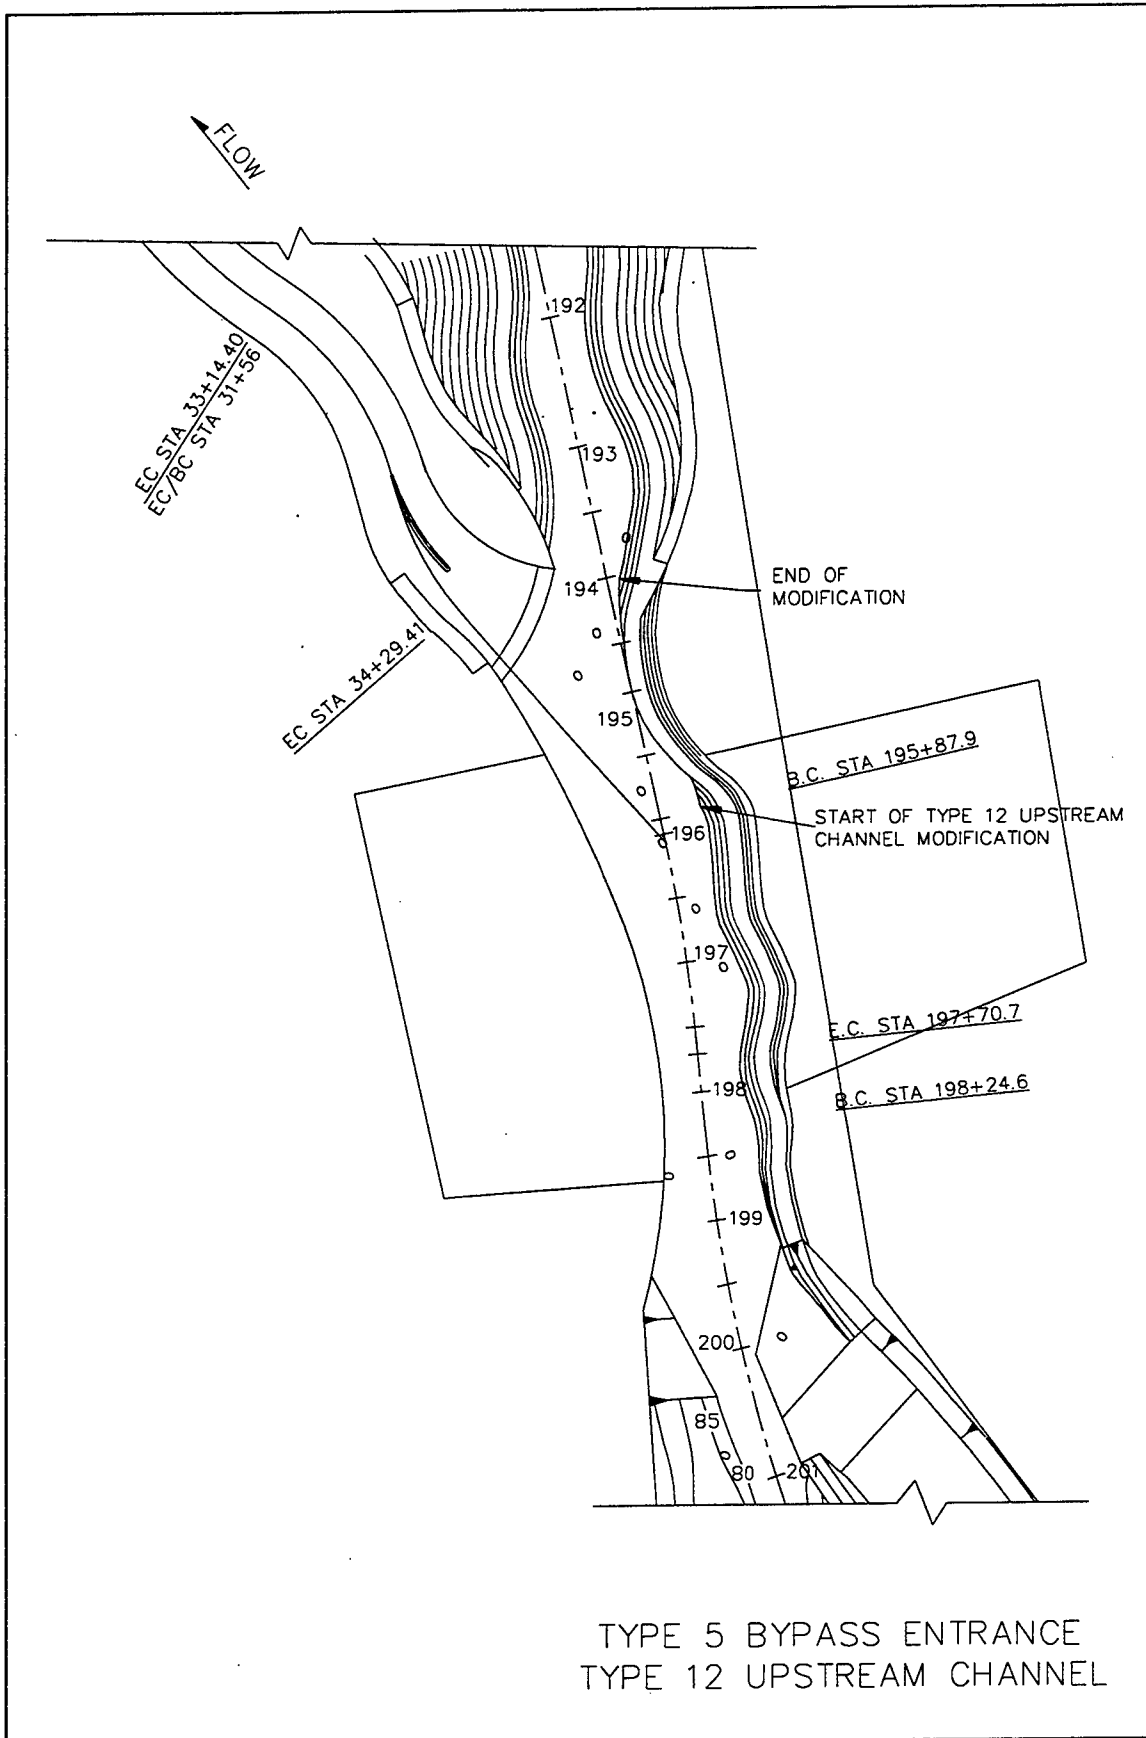 FLOW
192
EC STA 33+14.40
EC/BC STA 31+56
193
194
END OF
MODIFICATION
EC STA 34+29.41
195
B.C. STA 195+87.9
START OF TYPE 12 UPSTREAM
CHANNEL MODIFICATION
196
197
E.C. STA 197+70.7
198
B.C. STA 198+24.6
199
200
85
80
201
TYPE 5 BYPASS ENTRANCE
TYPE 12 UPSTREAM CHANNEL